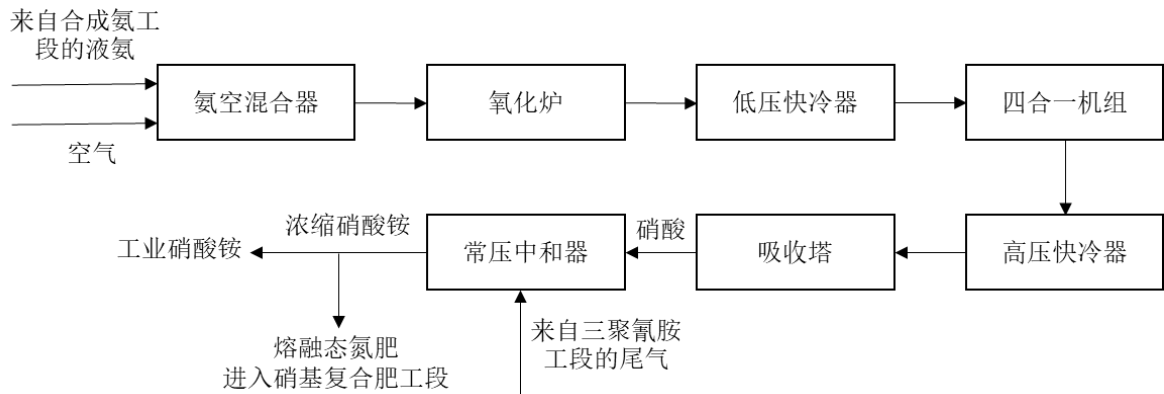 来自合成氨工
段的液氨
氨空混合器
氧化炉
低压快冷器
四合一机组
空气
浓缩硝酸铵
硝酸
工业硝酸铵
常压中和器
吸收塔
高压快冷器
来自三聚氰胺
工段的尾气
熔融态氮肥
进入硝基复合肥工段